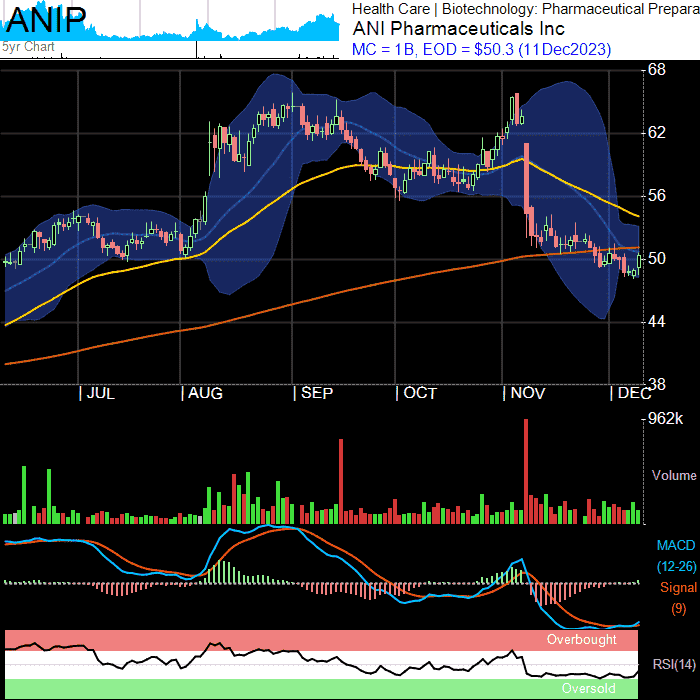 ANIP
5yr Chart
Health Care | Biotechnology: Pharmaceutical Prepara
ANI Pharmaceuticals Inc
MC = 1B, EOD = $50.3 (11Dec2023)
68
62
56
50
44
38
| JUL | AUG | SEP | OCT | NOV | DEC
962k
Volume
MACD
(12-26)
Signal
(9)
Overbought
RSI(14)
Oversold